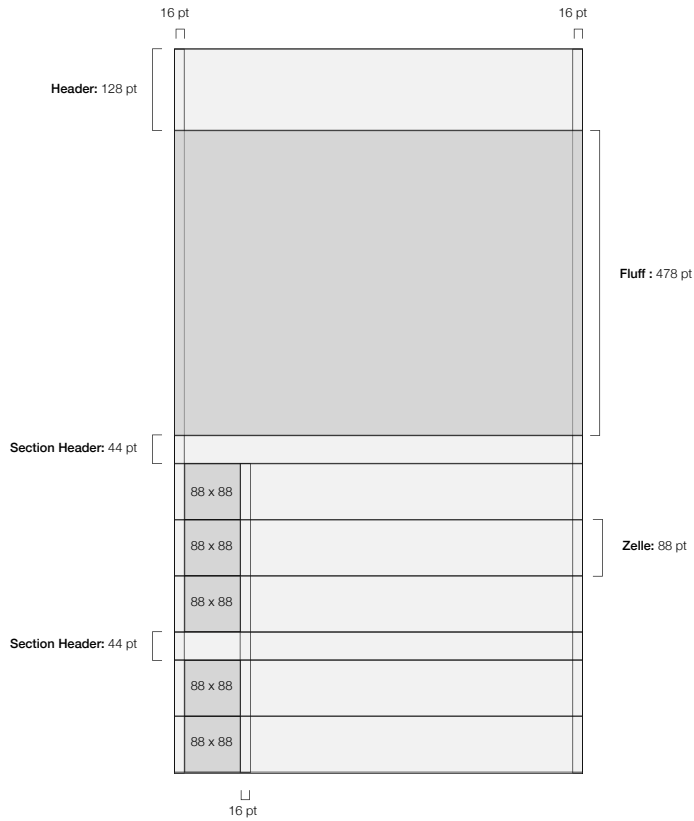 16 pt
16 pt
Header: 128 pt
Fluff : 478 pt
Section Header: 44 pt
88 x 88
88 x 88
Zelle: 88 pt
88 x 88
Section Header: 44 pt
88 x 88
88 x 88
16 pt